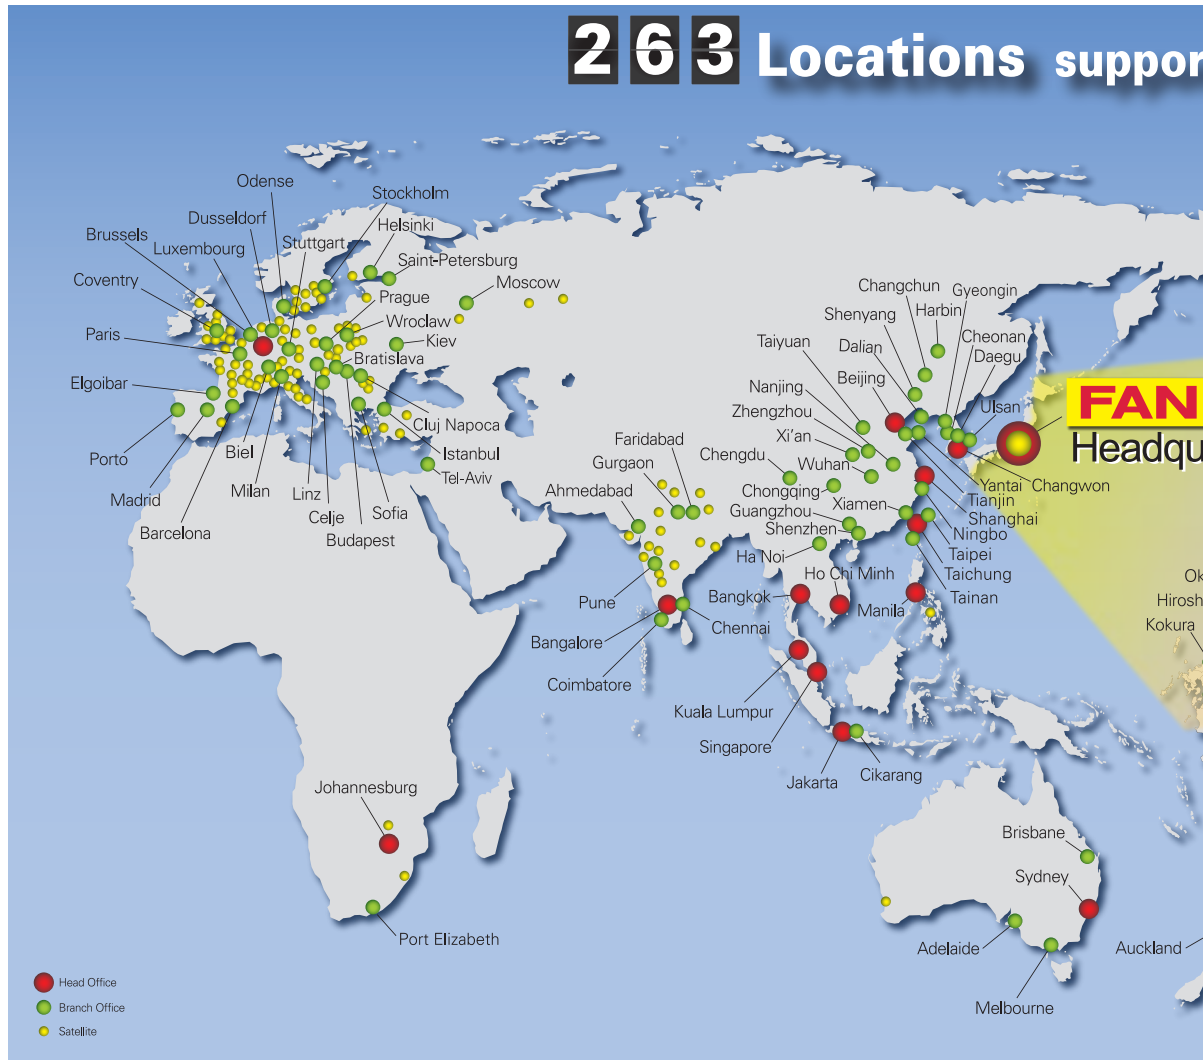 263 Locations suppor
Odense
Stockholm
Dusseldorf
Helsinki
Brussels
Luxembourg
Stuttgart
Saint-Petersburg
Coventry
Moscow
Prague
Paris
Wroclaw
Kiev
Bratislava
Elgoibar
Cluj Napoca
Porto
Biel
Istanbul
Tel-Aviv
Madrid
Milan
Linz
Barcelona
Celje
Sofia
Budapest
Changchun
Gyeongin
Shenyang
Harbin
Taiyuan
Dalian
Cheonan
Daegu
Beijing
Nanjing
Ulsan
Zhengzhou
FAN
Headqu
Xi'an
Faridabad
Chengdu
Wuhan
Gurgaon
Yantai
Changwon
Ahmedabad
Chongqing
Tianjin
Xiamen
Guangzhou
Shanghai
Shenzhen
Ningbo
Ha Noi
Taipei
Ho Chi Minh
Taichung
Ok
Pune
Bangkok
Manila
Tainan
Hirosh
Chennai
Kokura
Bangalore
Coimbatore
Kuala Lumpur
Singapore
Jakarta
Cikarang
Johannesburg
Brisbane
Sydney
Port Elizabeth
Adelaide
Auckland
Melbourne
Head Office
Branch Office
Satellite